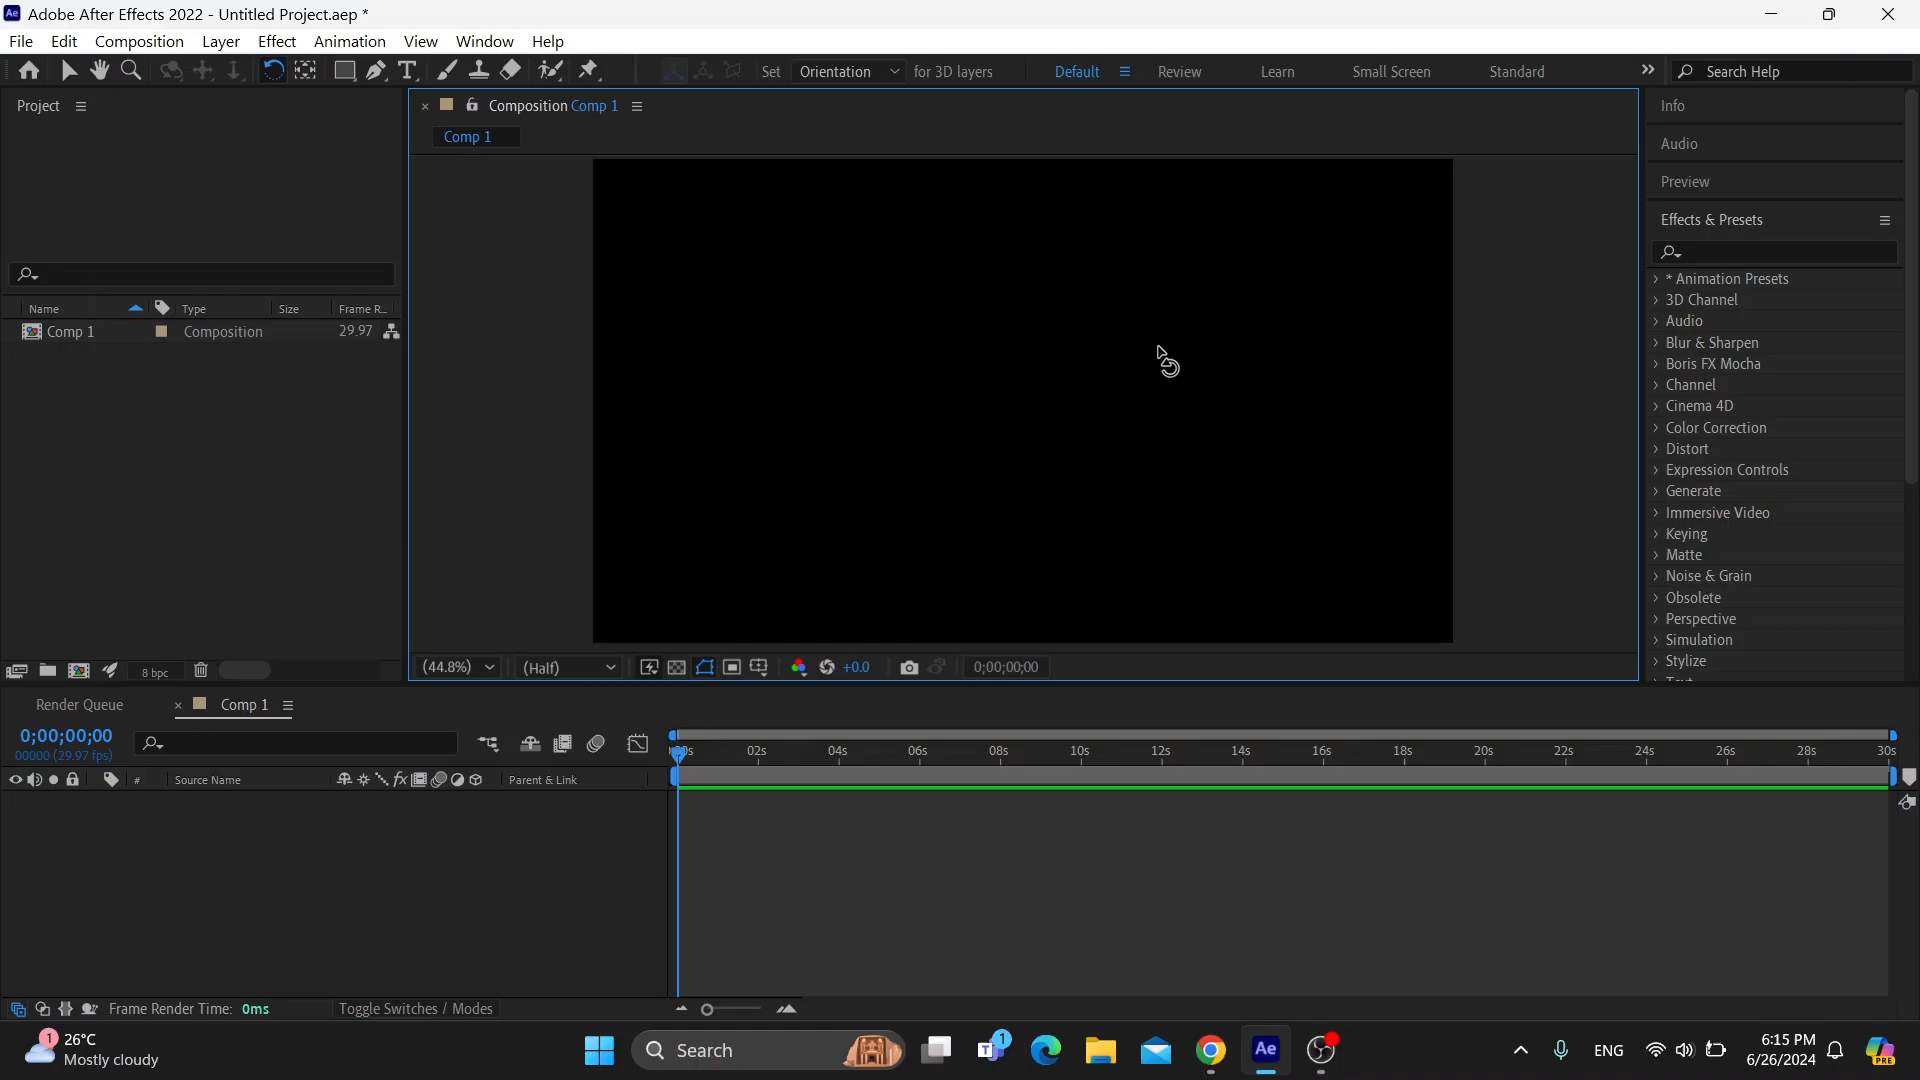 Ae Adobe After Effects 2022 - Untitled Project.aep *
File Edit Composition Layer Effect Animation View Window Help
Set Orientation for 3D layers Default Review Learn Small Screen Standard Search Help
Project
Composition Comp 1
Comp 1
Name Type Size Frame R...
Comp 1 Composition 29.97
8 bpc
(44.8%) (Half) +0.0 0;00;00;00
Info
Audio
Preview
Effects & Presets
* Animation Presets
3D Channel
Audio
Blur & Sharpen
Boris FX Mocha
Channel
Cinema 4D
Color Correction
Distort
Expression Controls
Generate
Immersive Video
Keying
Matte
Noise & Grain
Obsolete
Perspective
Simulation
Stylize
Render Queue Comp 1
0;00;00;00
00000 (29.97 fps)
02s 04s 06s 08s 10s 12s 14s 16s 18s 20s 22s 24s 26s 28s 30s
# Source Name fx Parent & Link
Frame Render Time: 0ms Toggle Switches / Modes
1 26°C
Mostly cloudy
Search
1
Ae
ENG
6:15 PM
6/26/2024
PRE